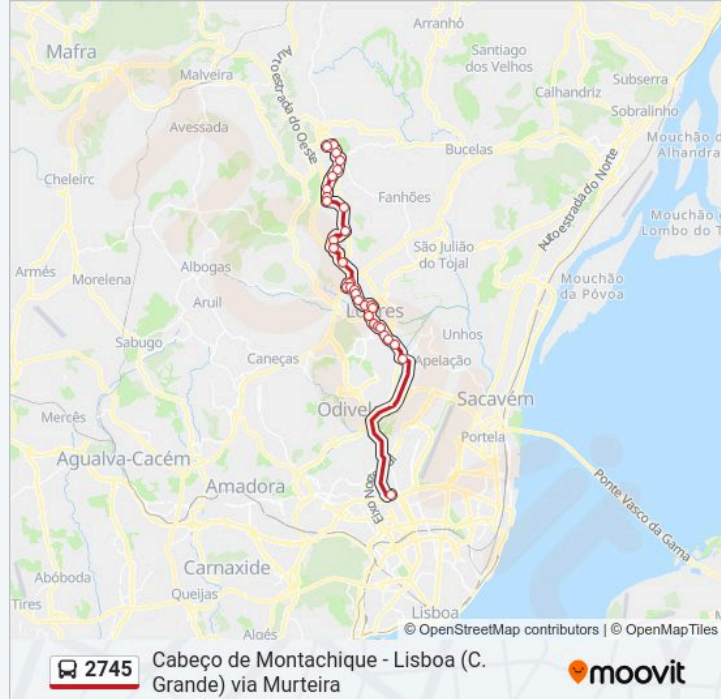 Arranhó
Mafra
Santiago
dos Velhos
Malveira
Subserra
Calhandriz
Sobralinho
Autoestrada do Oeste
Avessada
Mouchão d
Alhandra
Bucelas
Cheleirc
Fanhões
Autoestrada do Norte
Mouchão d
Lombo do T
São Julião
do Tojal
Armés
Morelena
Albogas
Mouchão
da Póvoa
Aruil
Loures
Sabugo
Unhos
Caneças
Apelação
Odivel
Sacavém
Mercês
Portela
Agualva-Cacém
Amadora
Eixo No
Ponte Vasco da Gama
Carnaxide
Abóboda
Queijas
Tires
Lisboa
Algés
© OpenStreetMap contributors | © OpenMapTiles
2745
Cabeço de Montachique - Lisboa (C.
Grande) via Murteira
moovit